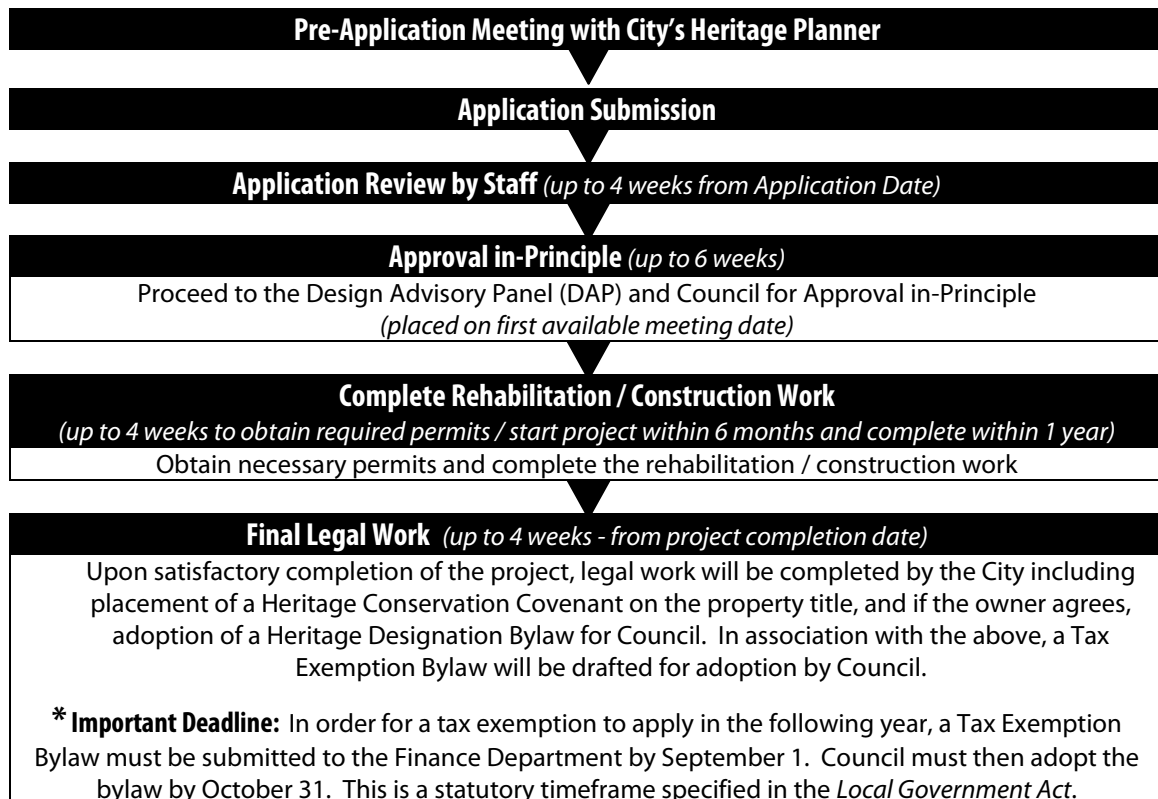 Pre-Application Meeting with City's Heritage Planner
Application Submission
Application Review by Staff (up to 4 weeks from Application Date)
Approval in-Principle (up to 6 weeks)
Proceed to the Design Advisory Panel (DAP) and Council for Approval in-Principle
(placed on first available meeting date)
Complete Rehabilitation / Construction Work
(up to 4 weeks to obtain required permits / start project within 6 months and complete within 1 year)
Obtain necessary permits and complete the rehabilitation / construction work
Final Legal Work (up to 4 weeks - from project completion date)
Upon satisfactory completion of the project, legal work will be completed by the City including
placement of a Heritage Conservation Covenant on the property title, and if the owner agrees,
adoption of a Heritage Designation Bylaw for Council. In association with the above, a Tax
Exemption Bylaw will be drafted for adoption by Council.
* Important Deadline: In order for a tax exemption to apply in the following year, a Tax Exemption
Bylaw must be submitted to the Finance Department by September 1. Council must then adopt the
bylaw by October 31. This is a statutory timeframe specified in the Local Government Act.